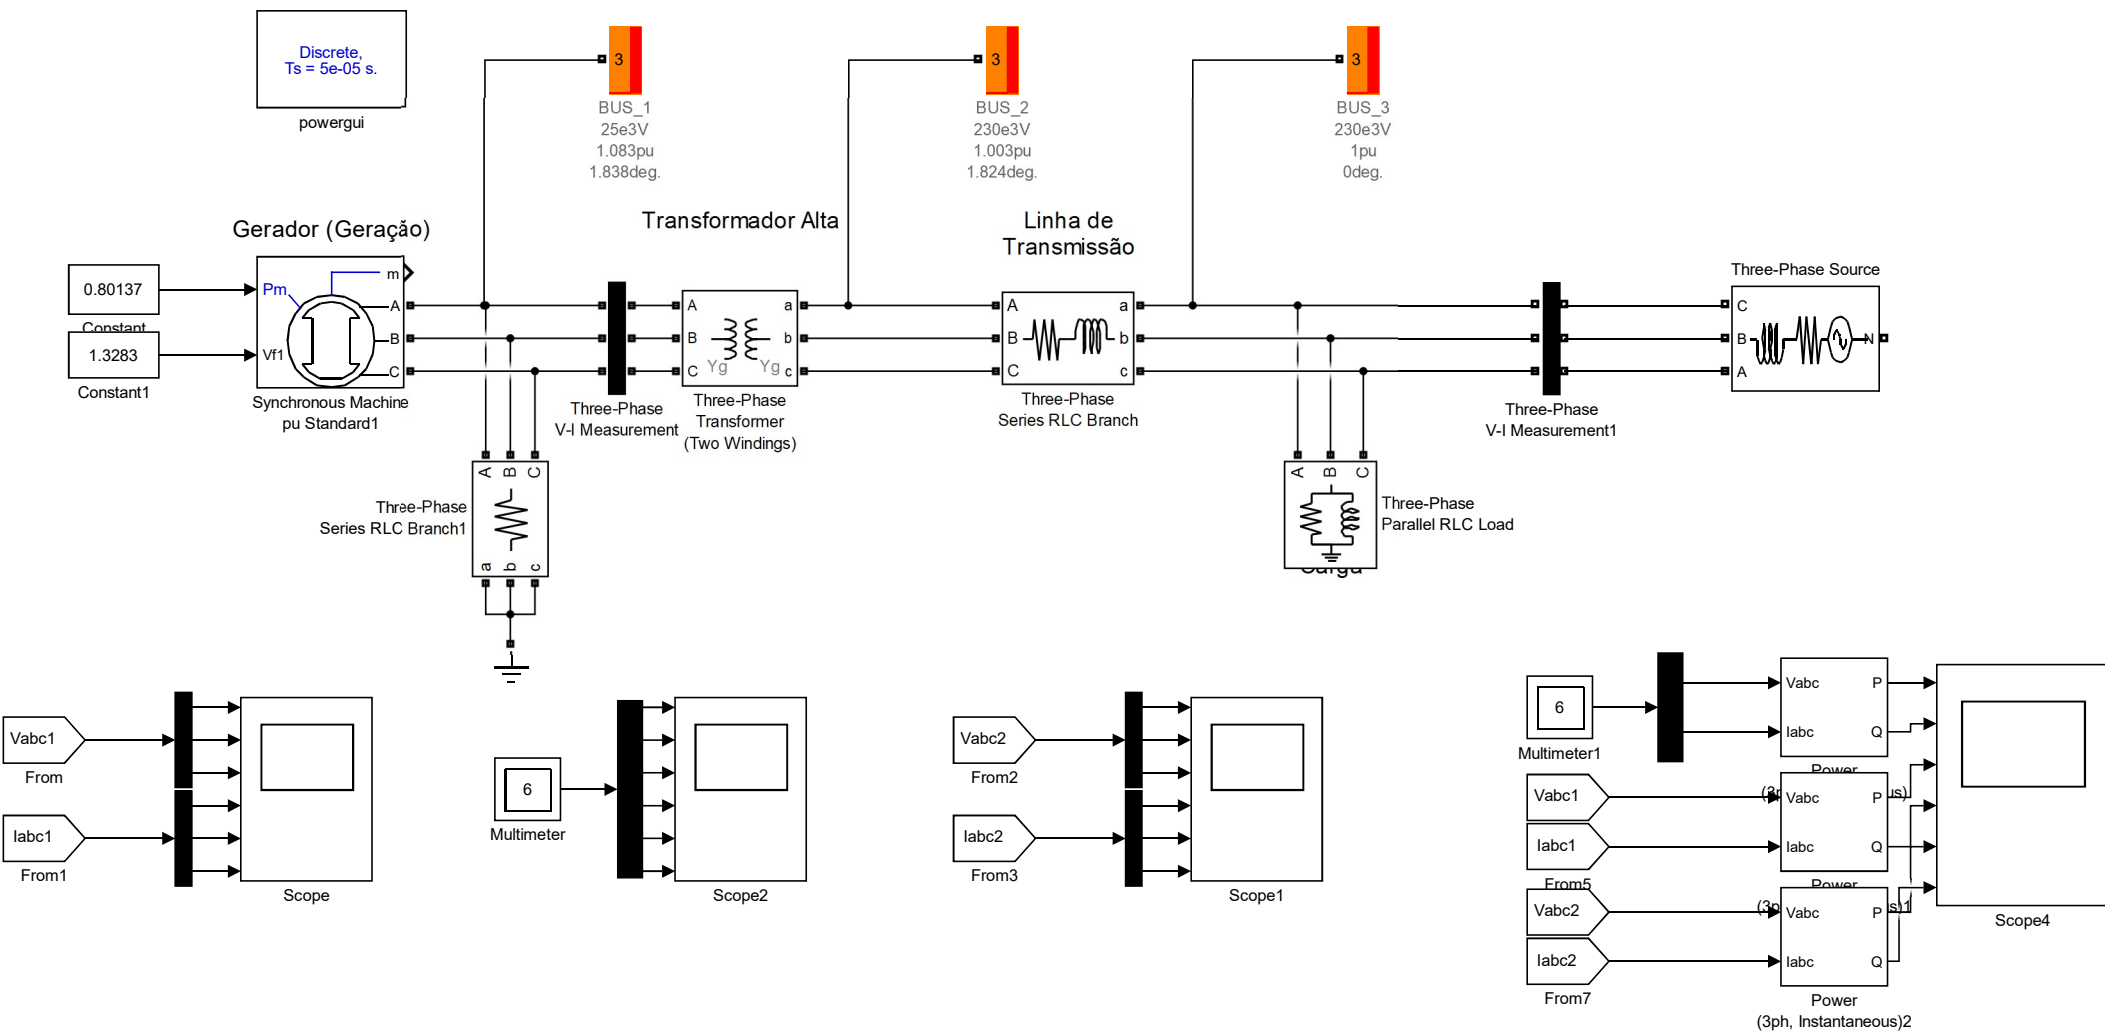 Discrete,
Ts = 5e-05 s.
powergui
3
BUS_1
25e3V
1.083pu
1.838deg.
3
BUS_2
230e3V
1.003pu
1.824deg.
3
BUS_3
230e3V
1pu
0deg.
Gerador (Geração)
Transformador Alta
Linha de
Transmissão
Three-Phase Source
0.80137
Constant
1.3283
Constant1
Pm
Vf1
m
A
B
C
Synchronous Machine
pu Standard1
Three-Phase
V-I Measurement
A
B
C
Yg
Yg
a
b
c
Three-Phase
Transformer
(Two Windings)
A
B
C
a
b
c
Three-Phase
Series RLC Branch
Three-Phase
V-I Measurement1
C
B
A
N
A B C
Three-Phase
Series RLC Branch1
a b c
A B C
Three-Phase
Parallel RLC Load
Vabc1
From
Iabc1
From1
Scope
6
Multimeter
Scope2
Vabc2
From2
Iabc2
From3
Scope1
6
Multimeter1
Vabc
Iabc
P
Q
Power
Vabc1
Iabc1
From5
Vabc
Iabc
P
Q
Power
Vabc2
Iabc2
From7
Vabc
Iabc
P
Q
Power
(3ph, Instantaneous)2
Scope4